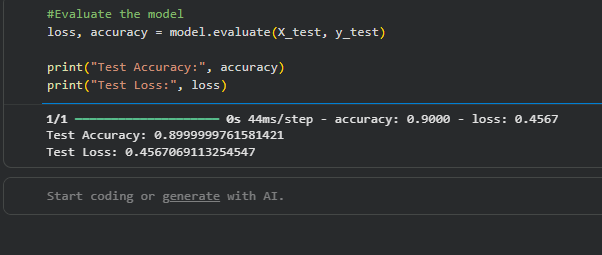 #Evaluate the model
loss, accuracy = model.evaluate(X_test, y_test)
print("Test Accuracy:", accuracy)
print("Test Loss:", loss)
1/1 ━━━━━━━━━━━━━━━━━━━━ 0s 44ms/step - accuracy: 0.9000 - loss: 0.4567
Test Accuracy: 0.8999999761581421
Test Loss: 0.4567069113254547
Start coding or generate with AI.